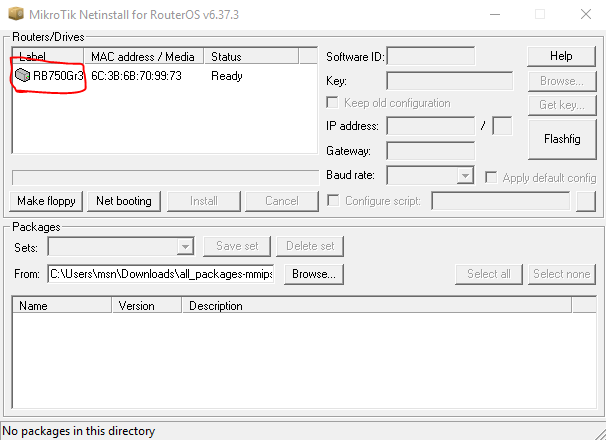 MikroTik Netinstall for RouterOS v6.37.3
Routers/Drives
Label MAC address / Media Status
RB750Gr3 6C:3B:6B:70:99:73 Ready
Software ID: Help
Key: Browse...
Keep old configuration Get key...
IP address: / Flashfig
Gateway:
Baud rate: Apply default config
Make floppy Net booting Install Cancel Configure script:
Packages
Sets: Save set Delete set
From: C:\Users\msn\Downloads\all_packages-mmips Browse... Select all Select none
Name Version Description
No packages in this directory